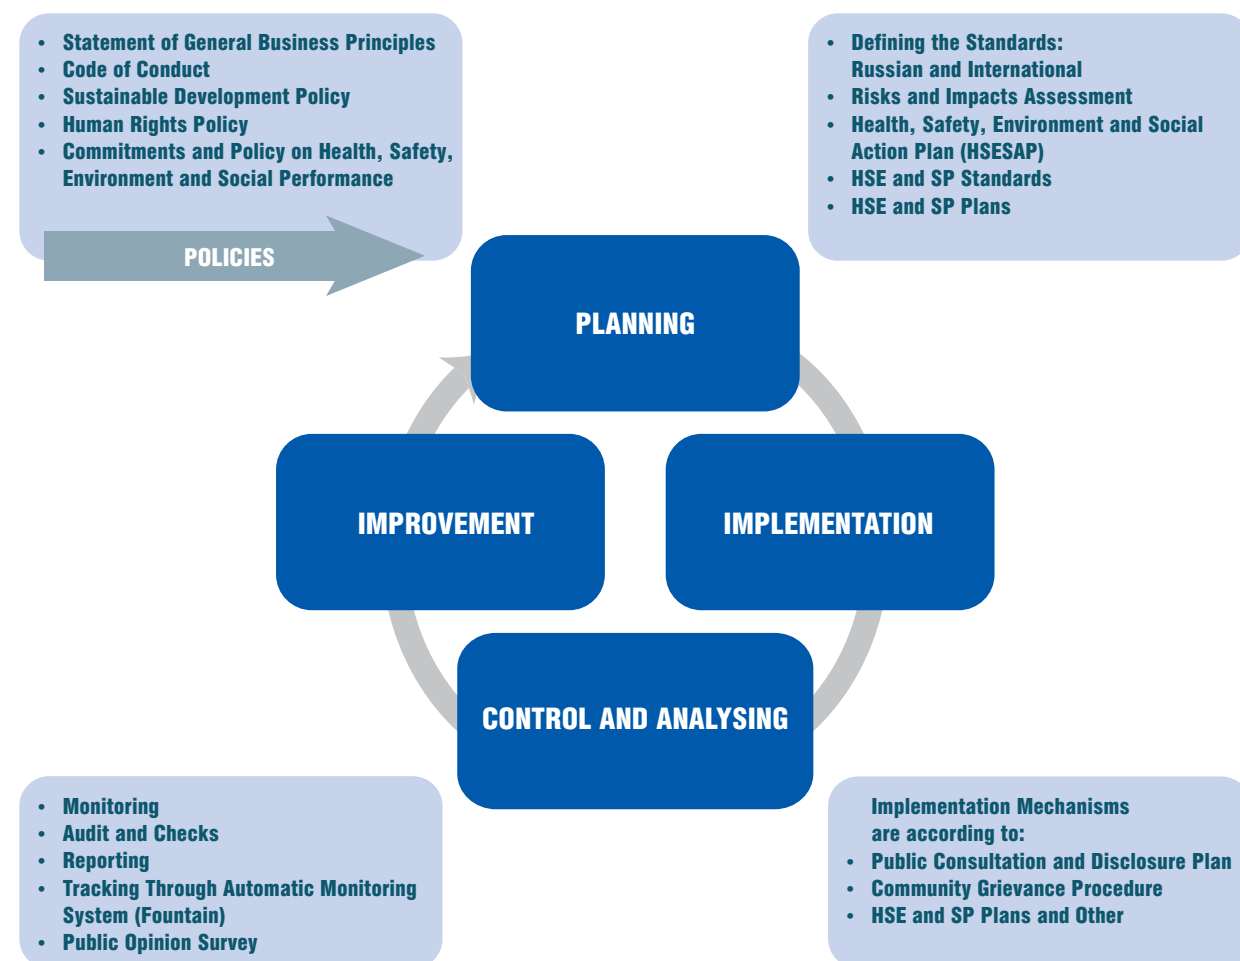 • Statement of General Business Principles
• Code of Conduct
• Sustainable Development Policy
• Human Rights Policy
• Commitments and Policy on Health, Safety,
Environment and Social Performance
POLICIES
• Defining the Standards:
Russian and International
• Risks and Impacts Assessment
• Health, Safety, Environment and Social
Action Plan (HSESAP)
• HSE and SP Standards
• HSE and SP Plans
PLANNING
IMPROVEMENT
IMPLEMENTATION
CONTROL AND ANALYSING
• Monitoring
• Audit and Checks
• Reporting
• Tracking Through Automatic Monitoring
System (Fountain)
• Public Opinion Survey
Implementation Mechanisms
are according to:
• Public Consultation and Disclosure Plan
• Community Grievance Procedure
• HSE and SP Plans and Other